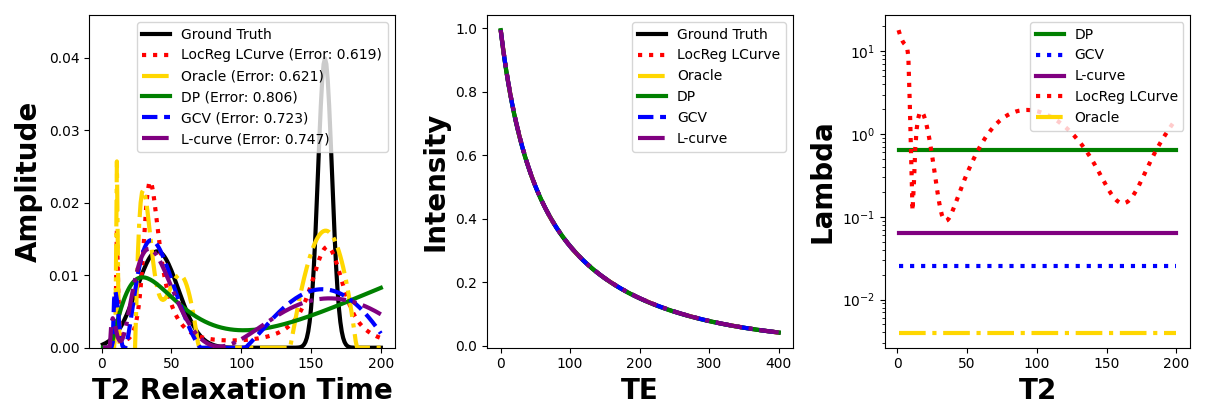 Amplitude
0.04
0.03
0.02
0.01
0.00
0
50
100
150
200
T2 Relaxation Time
Ground Truth
LocReg LCurve (Error: 0.619)
Oracle (Error: 0.621)
DP (Error: 0.806)
GCV (Error: 0.723)
L-curve (Error: 0.747)
Intensity
1.0
0.8
0.6
0.4
0.2
0.0
0
100
200
300
400
TE
Ground Truth
LocReg LCurve
Oracle
DP
GCV
L-curve
Lambda
10¹
10⁰
10⁻¹
10⁻²
0
50
100
150
200
T2
DP
GCV
L-curve
LocReg LCurve
Oracle